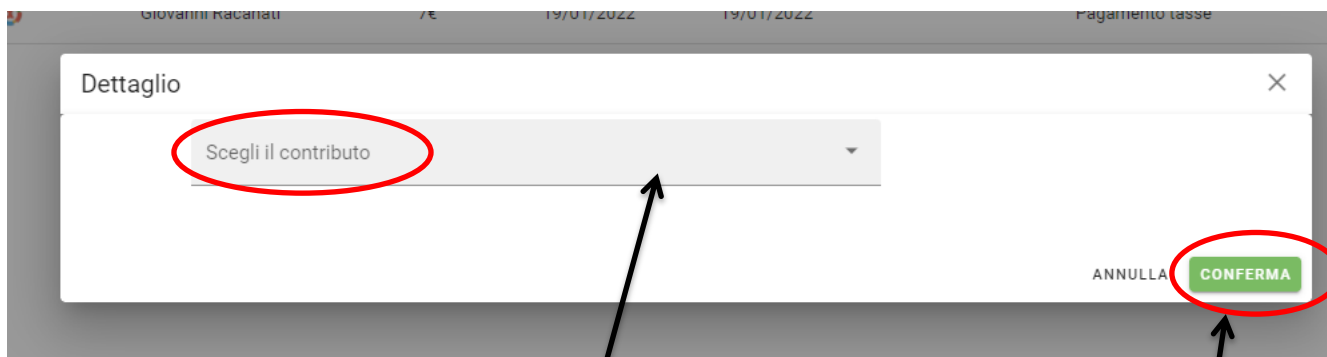 Giovanni Racanati 7€ 19/01/2022 19/01/2022 Pagamento tasse
Dettaglio
Scegli il contributo
ANNULLA CONFERMA